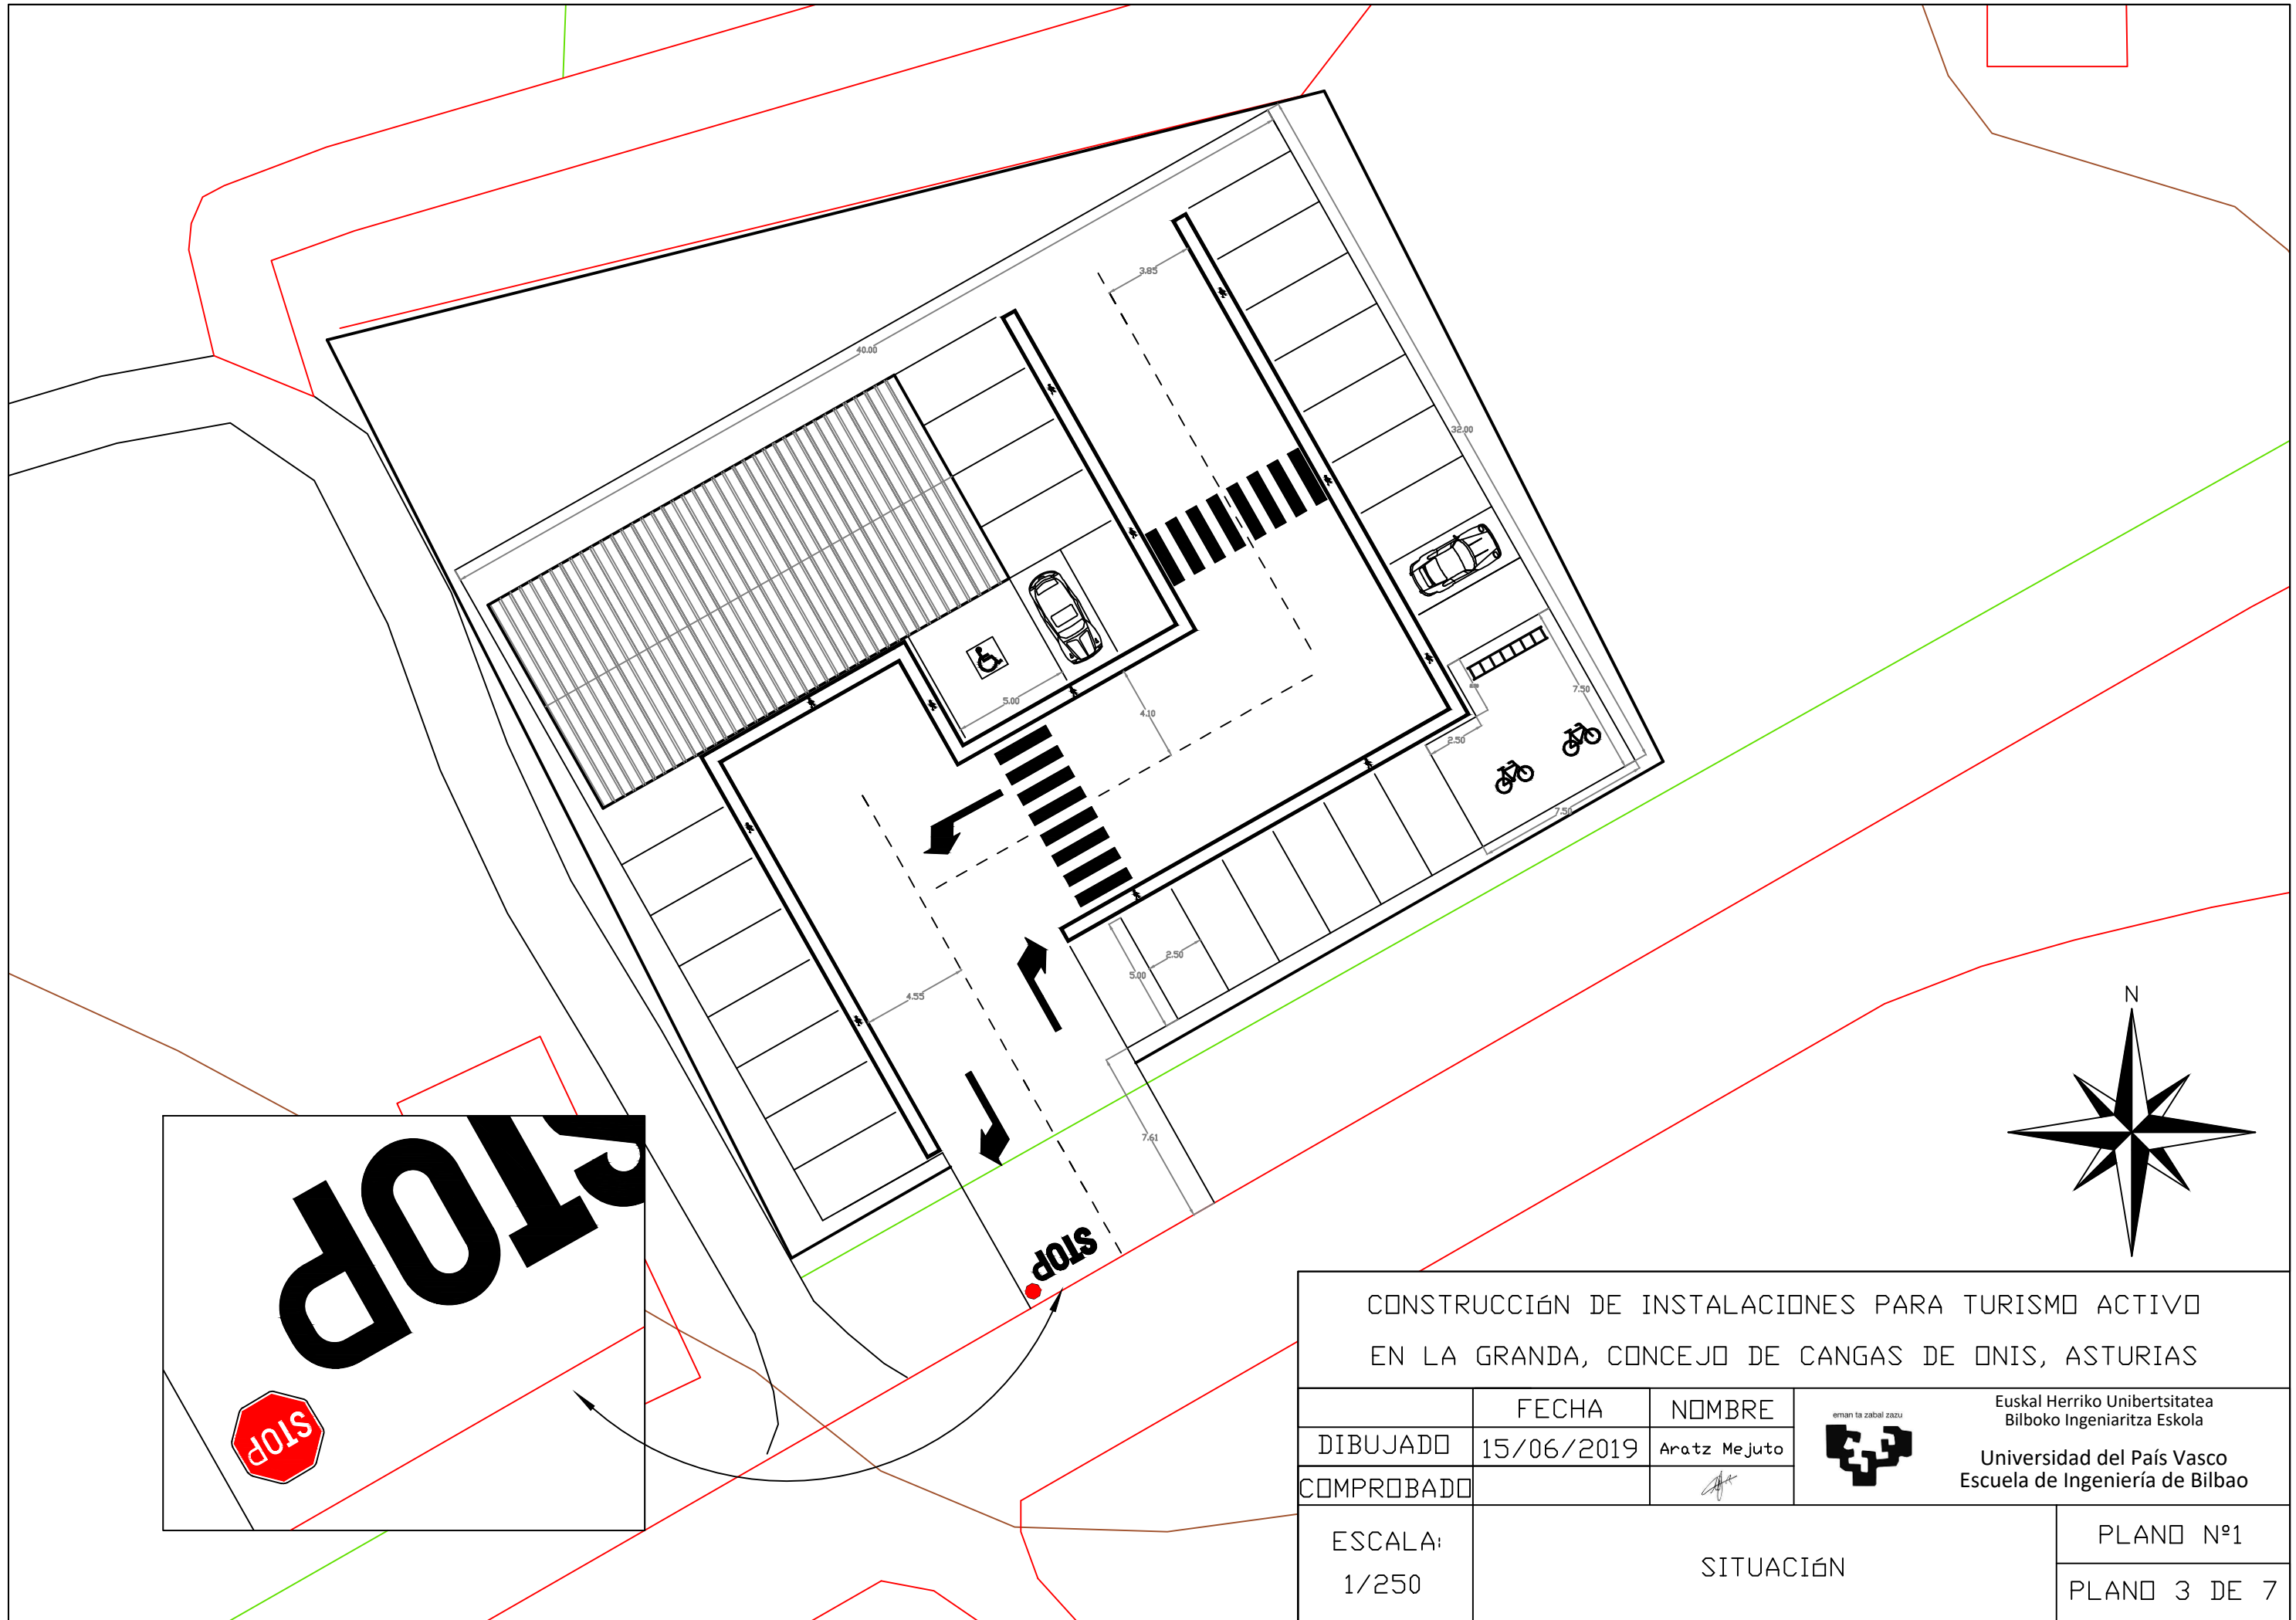 40.00
3.85
32.00
5.00
4.10
7.50
2.50
7.50
4.55
2.50
5.00
7.61
STOP
STOP
STOP
N
CONSTRUCCIóN DE INSTALACIONES PARA TURISMO ACTIVO
EN LA GRANDA, CONCEJO DE CANGAS DE ONIS, ASTURIAS
FECHA
NOMBRE
DIBUJADO
15/06/2019
Aratz Mejuto
COMPROBADO
eman ta zabal zazu
Euskal Herriko Unibertsitatea
Bilboko Ingeniaritza Eskola
Universidad del País Vasco
Escuela de Ingeniería de Bilbao
ESCALA:
1/250
SITUACIóN
PLANO Nº1
PLANO 3 DE 7